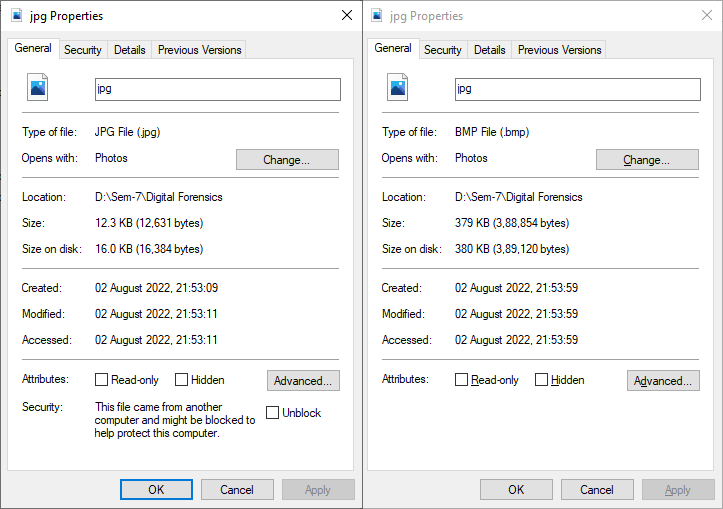 jpg Properties
General Security Details Previous Versions
jpg
Type of file: JPG File (.jpg)
Opens with: Photos Change...
Location: D:\Sem-7\Digital Forensics
Size: 12.3 KB (12,631 bytes)
Size on disk: 16.0 KB (16,384 bytes)
Created: 02 August 2022, 21:53:09
Modified: 02 August 2022, 21:53:11
Accessed: 02 August 2022, 21:53:11
Attributes: Read-only Hidden Advanced...
Security: This file came from another
computer and might be blocked to
help protect this computer.
Unblock
OK Cancel Apply
jpg Properties
General Security Details Previous Versions
jpg
Type of file: BMP File (.bmp)
Opens with: Photos Change...
Location: D:\Sem-7\Digital Forensics
Size: 379 KB (3,88,854 bytes)
Size on disk: 380 KB (3,89,120 bytes)
Created: 02 August 2022, 21:53:59
Modified: 02 August 2022, 21:53:59
Accessed: 02 August 2022, 21:53:59
Attributes: Read-only Hidden Advanced...
OK Cancel Apply